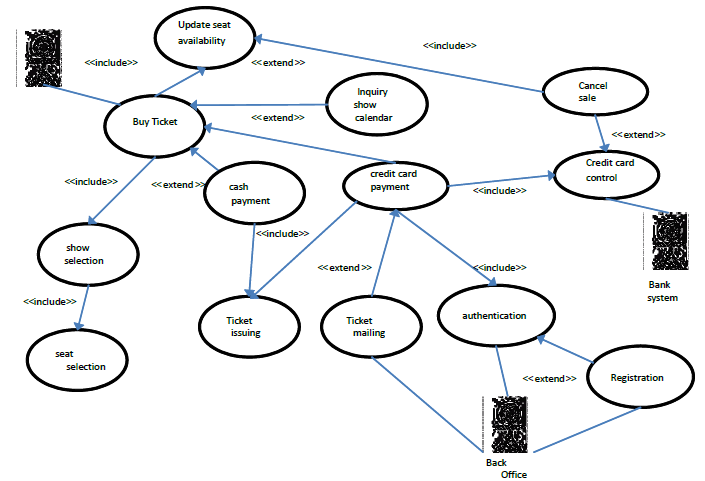 Update seat
availability
<<include>>
<<include>>
<<extend>>
Inquiry
show
calendar
Cancel
sale
Buy Ticket
<<extend>>
<<extend>>
<<include>>
<<extend>>
cash
payment
credit card
payment
<<include>>
Credit card
control
show
selection
<<include>>
<<extend>>
<<include>>
Bank
system
<<include>>
Ticket
issuing
Ticket
mailing
authentication
seat
selection
<<extend>>
Registration
Back
Office